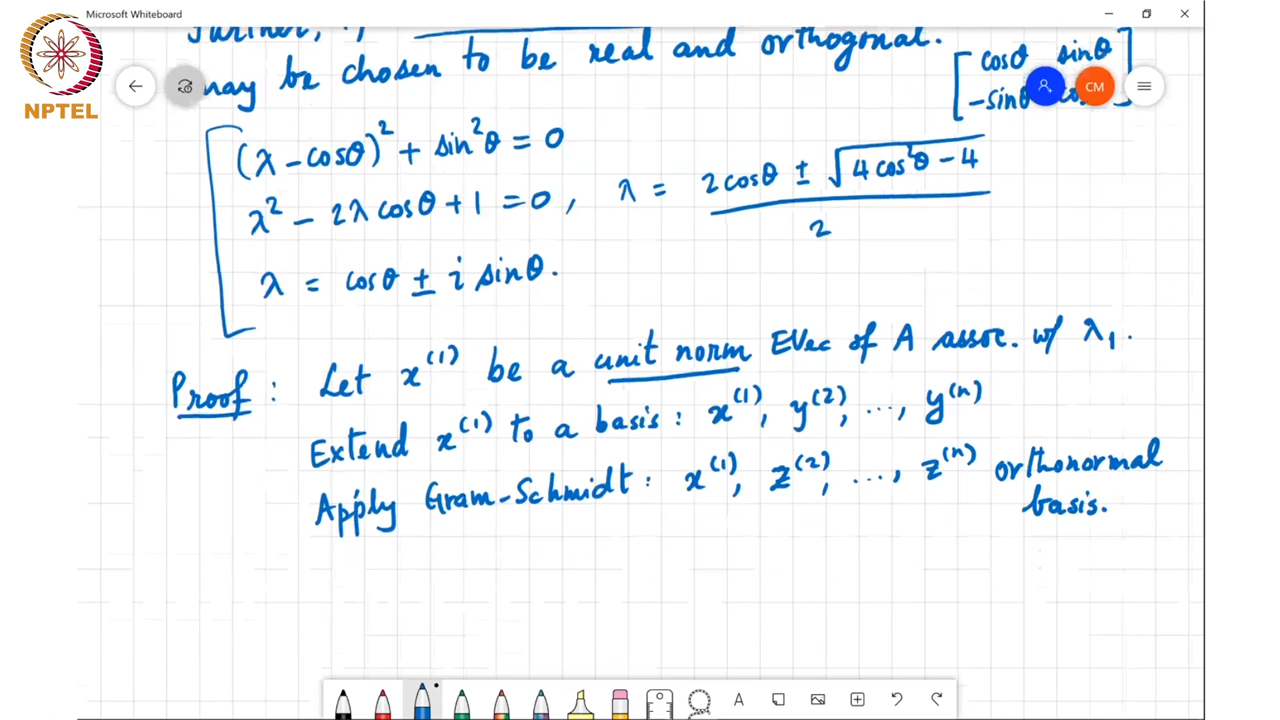 Microsoft Whiteboard
NPTEL
may be chosen to be real and orthogonal.
[cosθ sinθ
-sinθ
CM
(λ - cosθ)² + sin²θ = 0
λ² - 2λ cosθ + 1 = 0, λ = (2cosθ ± √(4 cos²θ - 4)) / 2
λ = cosθ ± i sinθ.
Proof: Let x⁽¹⁾ be a unit norm EVec of A assoc. w/ λ₁.
Extend x⁽¹⁾ to a basis: x⁽¹⁾, y⁽²⁾, ..., y⁽ⁿ⁾
Apply Gram-Schmidt: x⁽¹⁾, z⁽²⁾, ..., z⁽ⁿ⁾ orthonormal
basis.